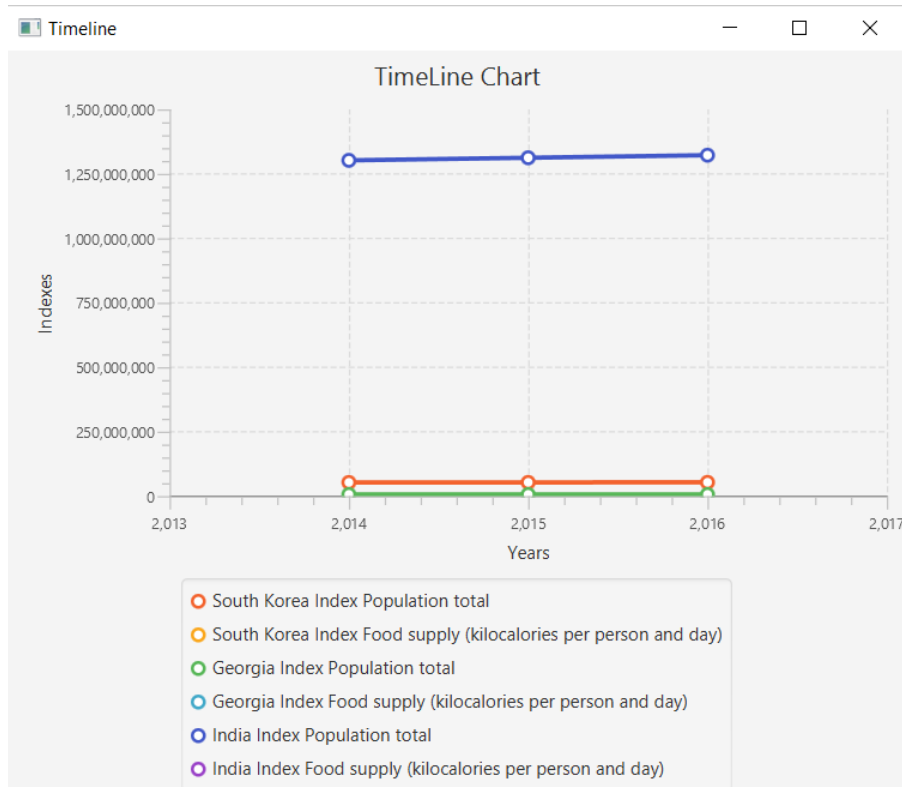 Timeline
TimeLine Chart
1,500,000,000
1,250,000,000
1,000,000,000
750,000,000
500,000,000
250,000,000
0
Indexes
2,013 2,014 2,015 2,016 2,017
Years
South Korea Index Population total
South Korea Index Food supply (kilocalories per person and day)
Georgia Index Population total
Georgia Index Food supply (kilocalories per person and day)
India Index Population total
India Index Food supply (kilocalories per person and day)